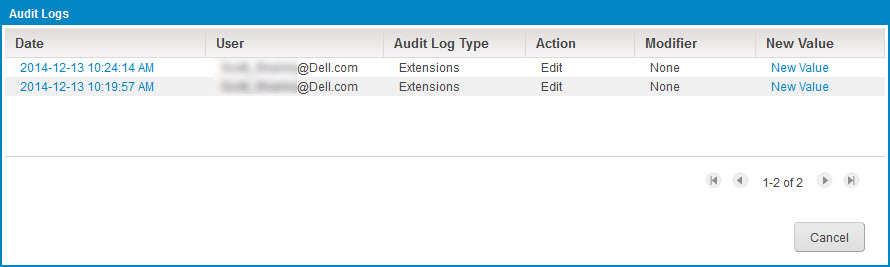 Audit Logs
Date User Audit Log Type Action Modifier New Value
2014-12-13 10:24:14 AM @Dell.com Extensions Edit None New Value
2014-12-13 10:19:57 AM @Dell.com Extensions Edit None New Value
1-2 of 2
Cancel